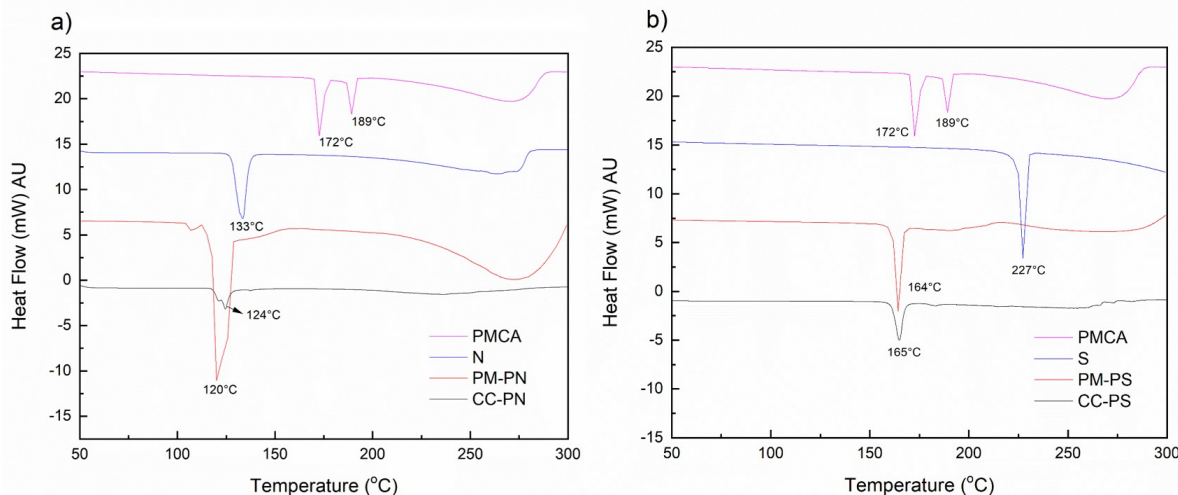 a)
25
20
15
10
5
0
-5
-10
-15
Heat Flow (mW) AU
172°C
189°C
133°C
124°C
120°C
PMCA
N
PM-PN
CC-PN
50
100
150
200
250
300
Temperature (°C)
b)
25
20
15
10
5
0
-5
-10
-15
Heat Flow (mW) AU
172°C
189°C
227°C
164°C
165°C
PMCA
S
PM-PS
CC-PS
50
100
150
200
250
300
Temperature (°C)